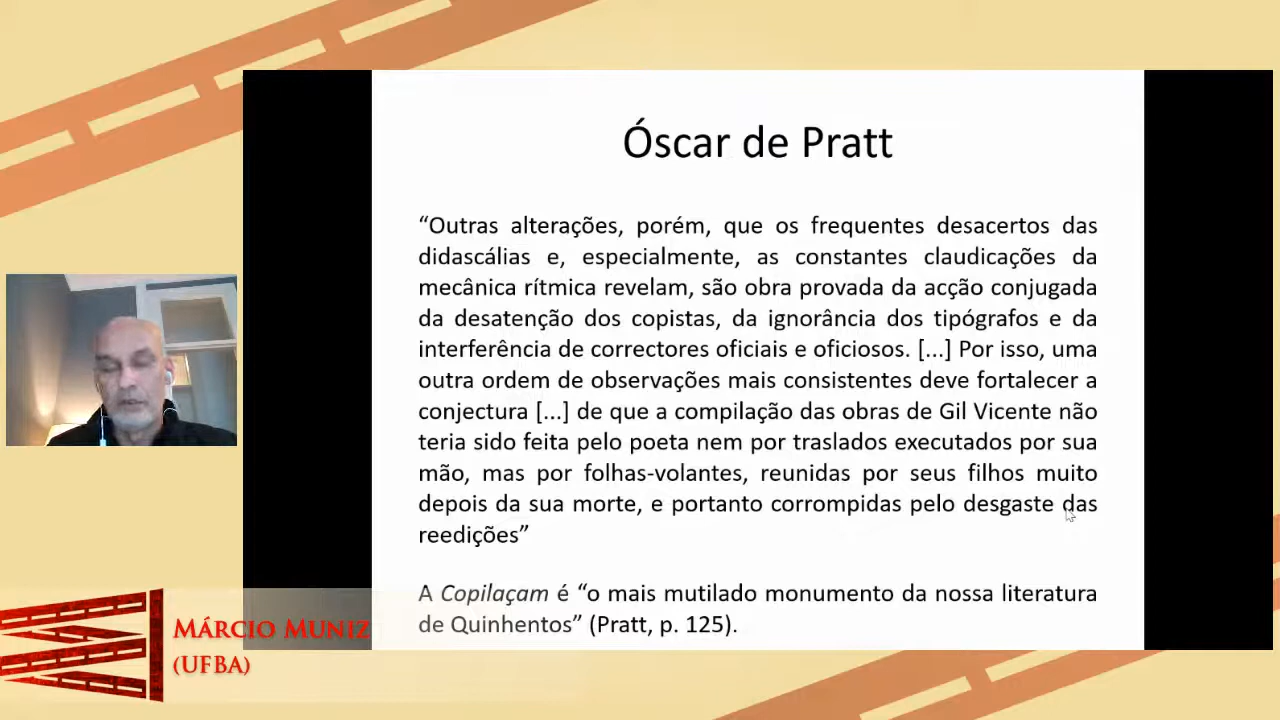 Óscar de Pratt
“Outras alterações, porém, que os frequentes desacertos das
didascálias e, especialmente, as constantes claudicações da
mecânica rítmica revelam, são obra provada da acção conjugada
da desatenção dos copistas, da ignorância dos tipógrafos e da
interferência de correctores oficiais e oficiosos. [...] Por isso, uma
outra ordem de observações mais consistentes deve fortalecer a
conjectura [...] de que a compilação das obras de Gil Vicente não
teria sido feita pelo poeta nem por traslados executados por sua
mão, mas por folhas-volantes, reunidas por seus filhos muito
depois da sua morte, e portanto corrompidas pelo desgaste das
reedições”
A Copilaçam é “o mais mutilado monumento da nossa literatura
de Quinhentos” (Pratt, p. 125).
MÁRCIO MUNIZ
(UFBA)